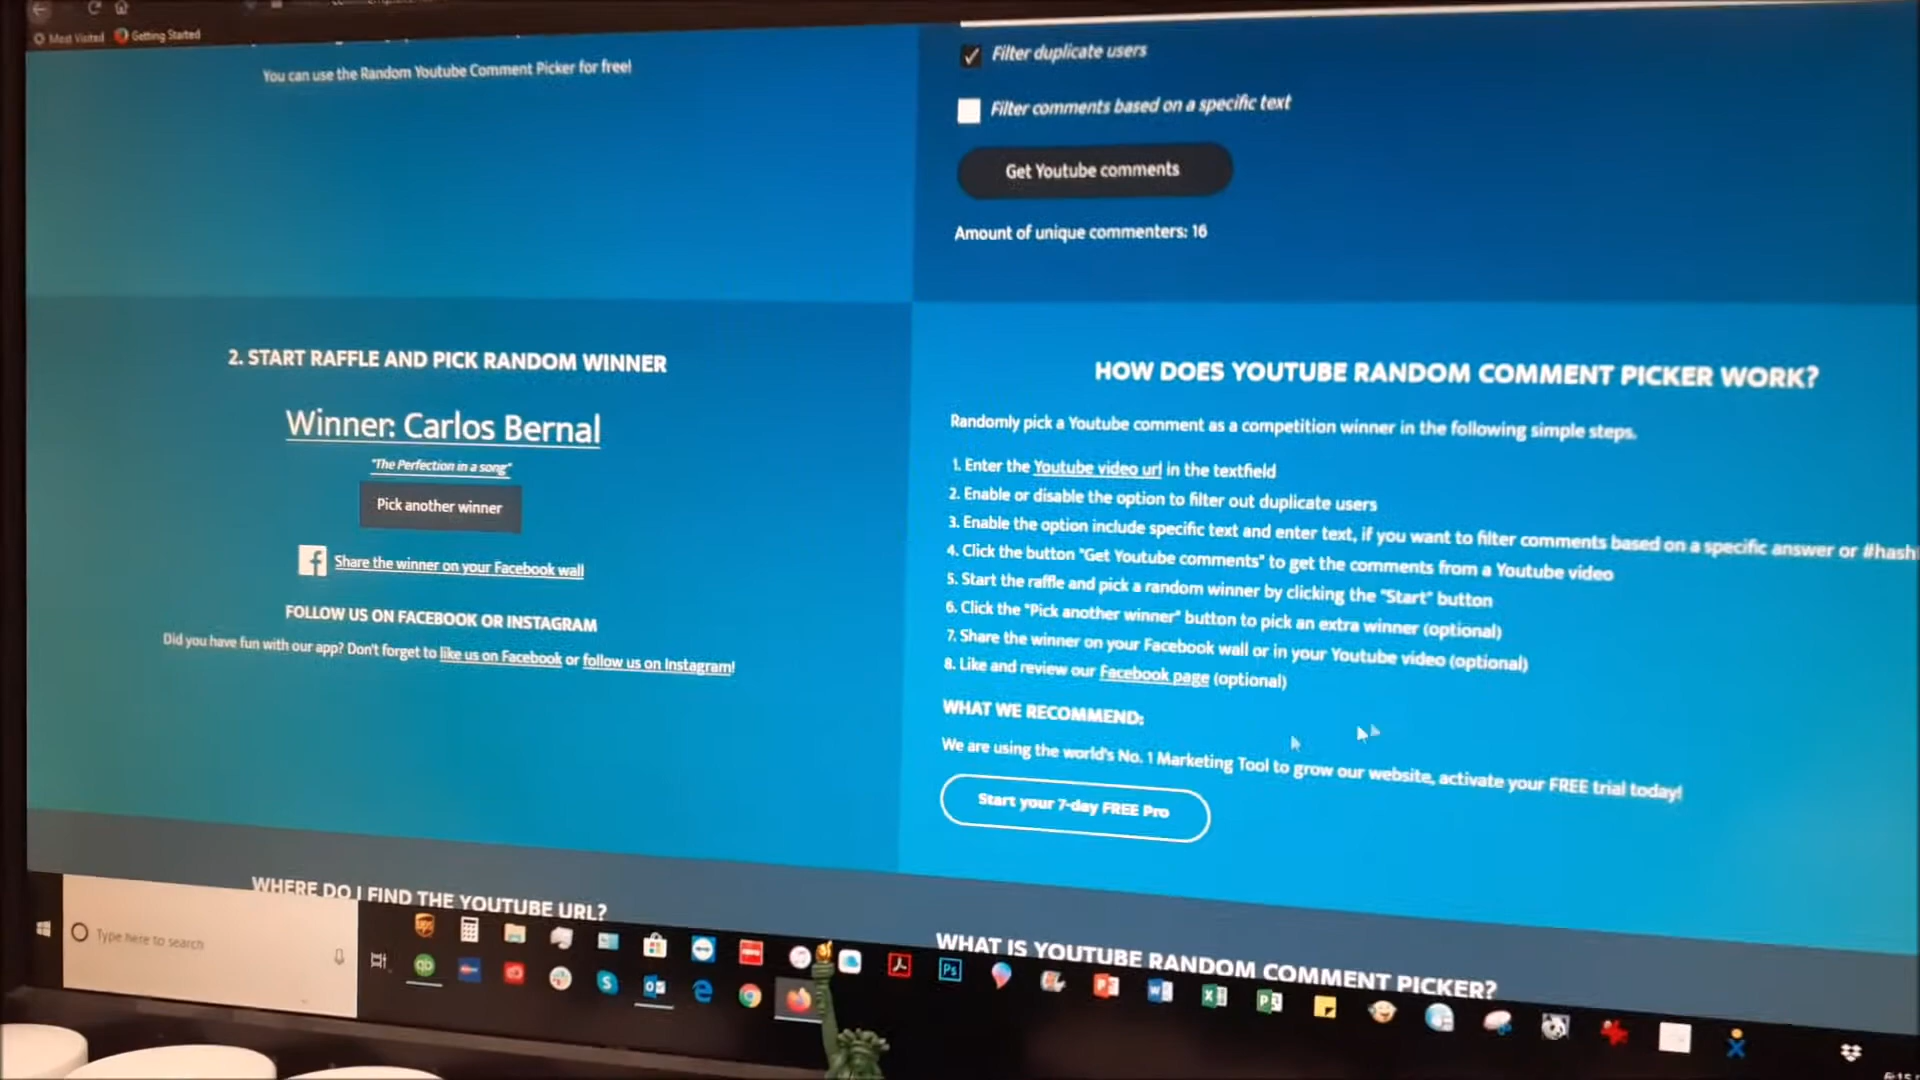 Most Visited
Getting Started
You can use the Random Youtube Comment Picker for free!
Filter duplicate users
Filter comments based on a specific text
Get Youtube comments
Amount of unique commenters: 16
2. START RAFFLE AND PICK RANDOM WINNER
Winner: Carlos Bernal
"The Perfection in a song"
Pick another winner
Share the winner on your Facebook wall
FOLLOW US ON FACEBOOK OR INSTAGRAM
Did you have fun with our app? Don't forget to like us on Facebook or follow us on Instagram!
HOW DOES YOUTUBE RANDOM COMMENT PICKER WORK?
Randomly pick a Youtube comment as a competition winner in the following simple steps.
1. Enter the Youtube video url in the textfield
2. Enable or disable the option to filter out duplicate users
3. Enable the option include specific text and enter text, if you want to filter comments based on a specific answer or #hash
4. Click the button "Get Youtube comments" to get the comments from a Youtube video
5. Start the raffle and pick a random winner by clicking the "Start" button
6. Click the "Pick another winner" button to pick an extra winner (optional)
7. Share the winner on your Facebook wall or in your Youtube video (optional)
8. Like and review our Facebook page (optional)
WHAT WE RECOMMEND:
We are using the world's No. 1 Marketing Tool to grow our website, activate your FREE trial today!
Start your 7-day FREE Pro
WHERE DO I FIND THE YOUTUBE URL?
WHAT IS YOUTUBE RANDOM COMMENT PICKER?
Type here to search
ups
qb
Ps